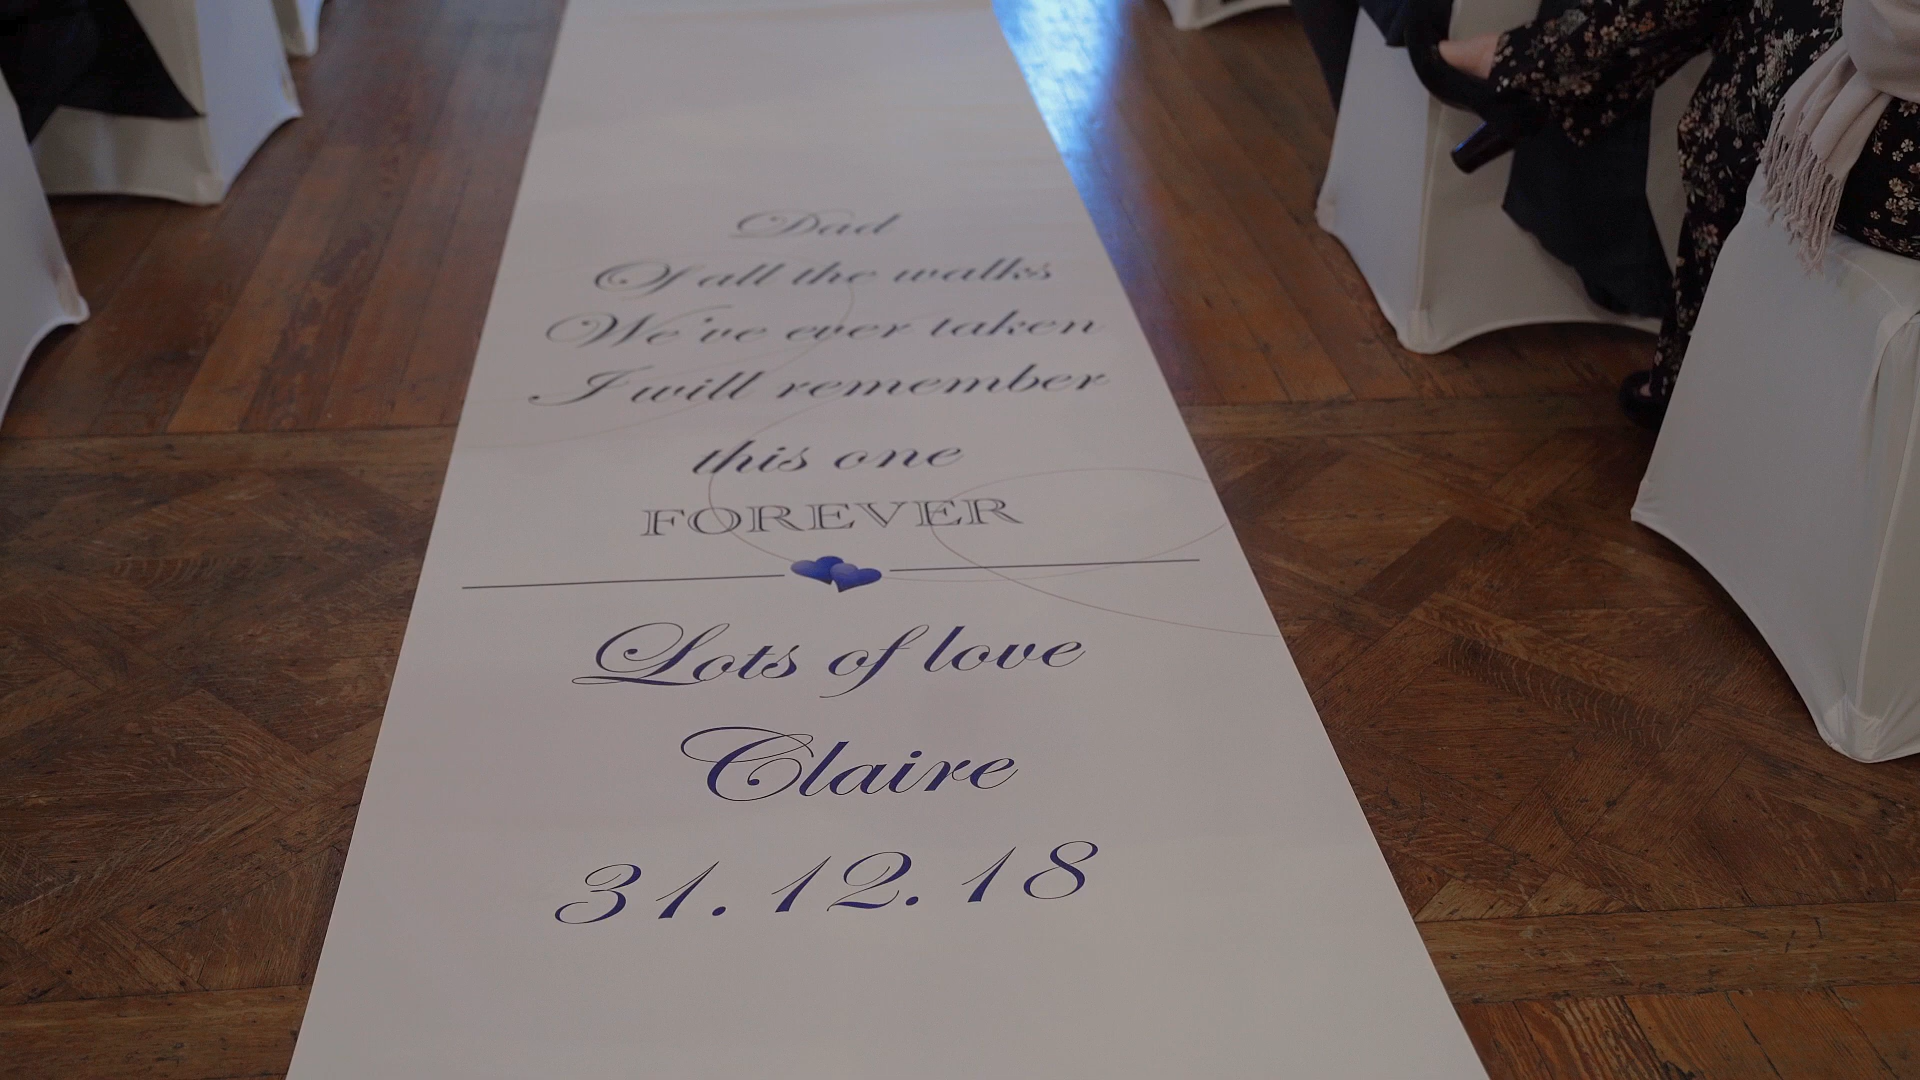 Dad
Of all the walks
We've ever taken
I will remember
this one
FOREVER
Lots of love
Claire
31.12.18